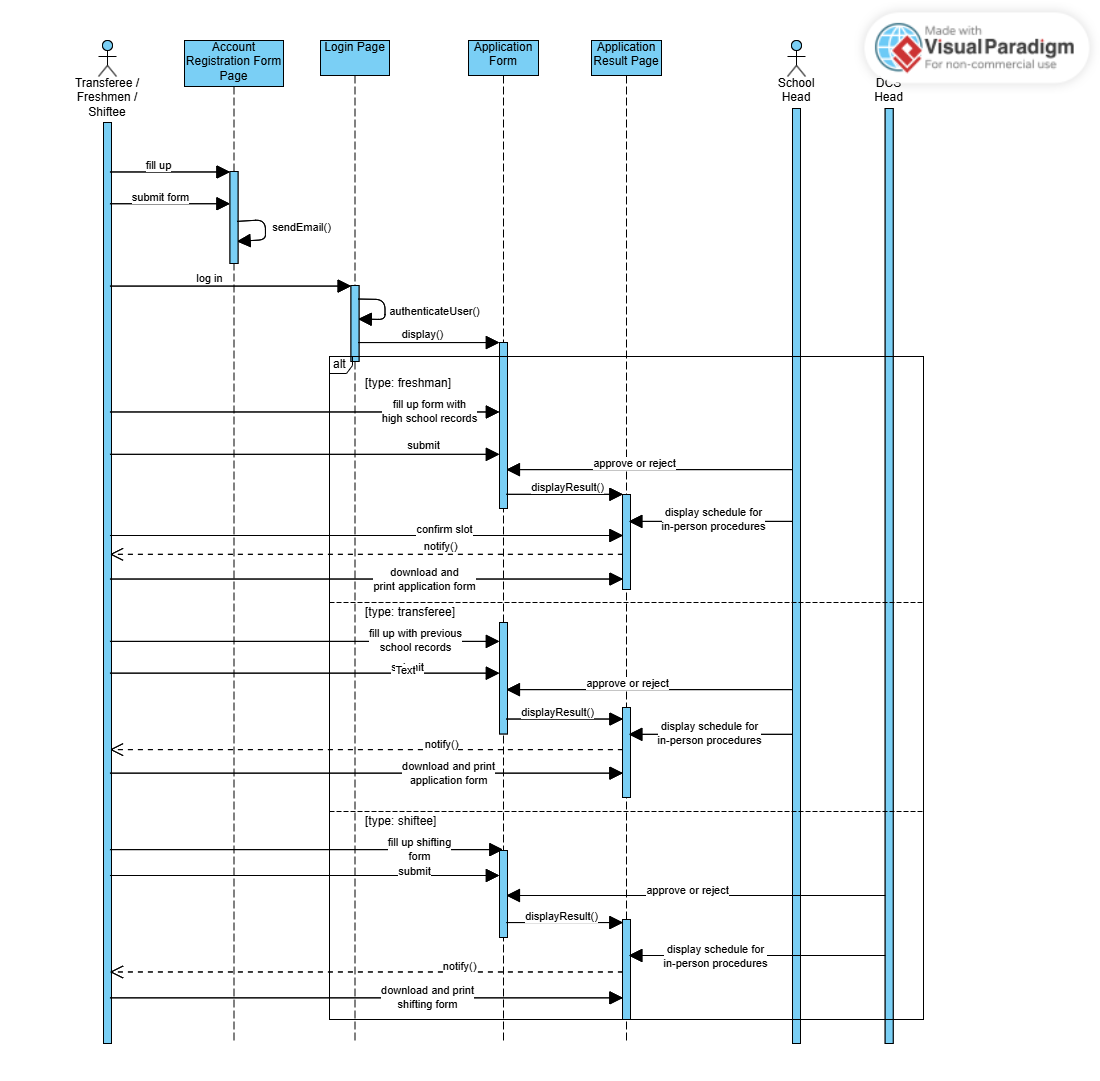 Made with
Visual Paradigm
For non-commercial use
Account
Registration Form
Page
Login Page
Application
Form
Application
Result Page
Transferee /
Freshmen /
Shiftee
School
Head
Head
fill up
submit form
sendEmail()
log in
authenticateUser()
display()
alt
[type: freshman]
fill up form with
high school records
submit
approve or reject
displayResult()
display schedule for
in-person procedures
confirm slot
notify()
download and
print application form
[type: transferee]
fill up with previous
school records
Text
approve or reject
displayResult()
display schedule for
in-person procedures
notify()
download and print
application form
[type: shiftee]
fill up shifting
form
submit
approve or reject
displayResult()
display schedule for
in-person procedures
notify()
download and print
shifting form